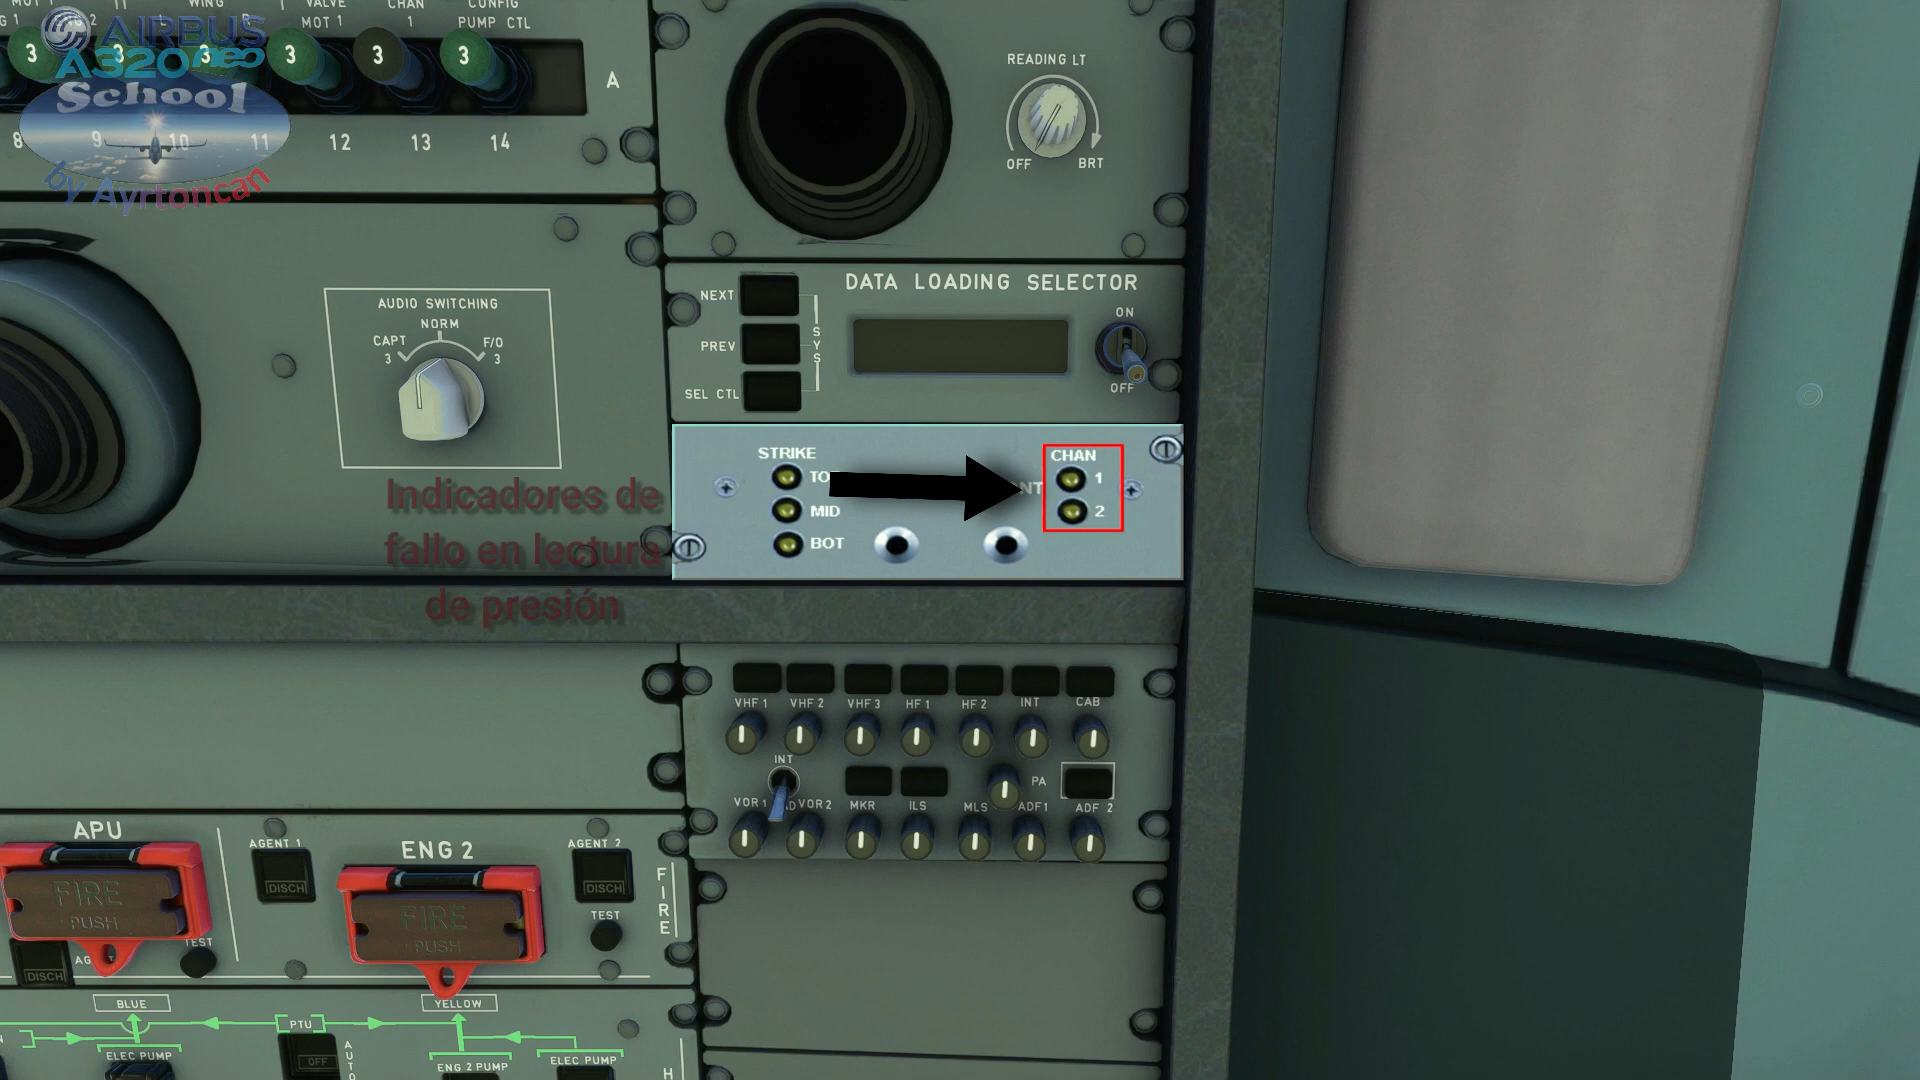 MOT 1
WING
VALVE
MOT 1
CHAN
1
CONFIG
PUMP CTL
3 3 3 3 3 3
A
8 9 10 11 12 13 14
AIRBUS
A320neo
School
by Ayrtoncan
READING LT
OFF BRT
AUDIO SWITCHING
NORM
CAPT
3
F/O
3
DATA LOADING SELECTOR
NEXT
PREV
SEL CTL
SYS
ON
OFF
STRIKE
MID
BOT
CHAN
1
2
Indicadores de
fallo en lectura
de presión
VHF 1 VHF 2 VHF 3 HF 1 HF 2 INT CAB
INT
PA
VOR 1 VOR 2 MKR ILS MLS ADF1 ADF 2
APU
FIRE
PUSH
TEST
DISCH
AGENT 1
DISCH
ENG 2
FIRE
PUSH
AGENT 2
DISCH
TEST
FIRE
BLUE
PTU
YELLOW
ELEC PUMP
OFF
AUTO
ENG 2 PUMP
ELEC PUMP
H